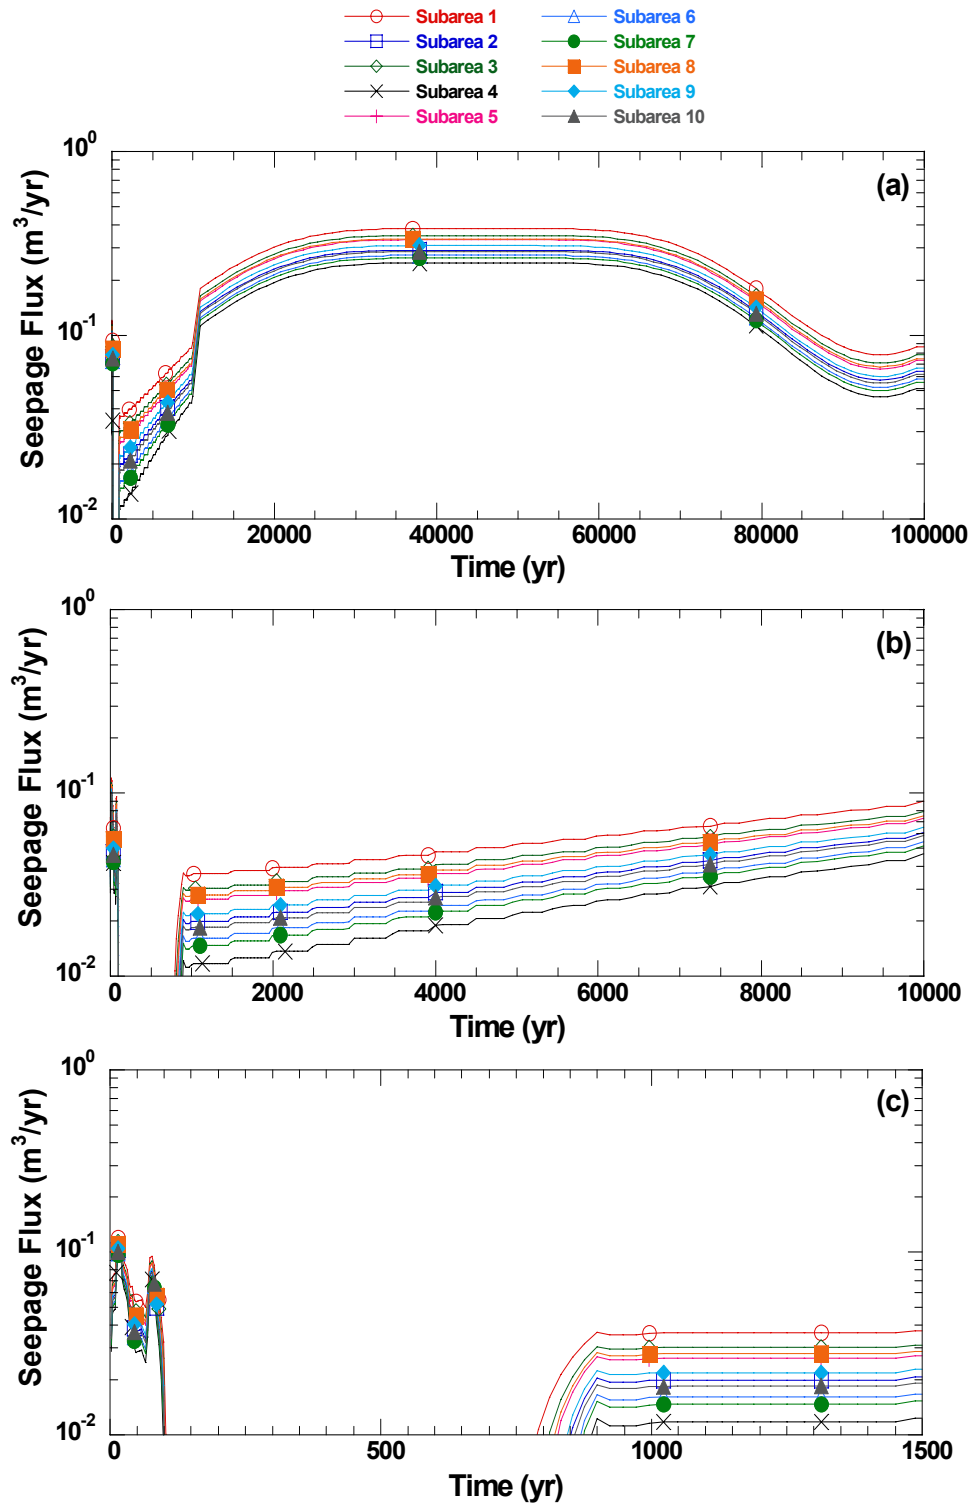 Subarea 1 Subarea 6
Subarea 2 Subarea 7
Subarea 3 Subarea 8
Subarea 4 Subarea 9
Subarea 5 Subarea 10
(a)
10^0
10^-1
10^-2
Seepage Flux (m^3/yr)
0 20000 40000 60000 80000 100000
Time (yr)
(b)
10^0
10^-1
10^-2
Seepage Flux (m^3/yr)
0 2000 4000 6000 8000 10000
Time (yr)
(c)
10^0
10^-1
10^-2
Seepage Flux (m^3/yr)
0 500 1000 1500
Time (yr)